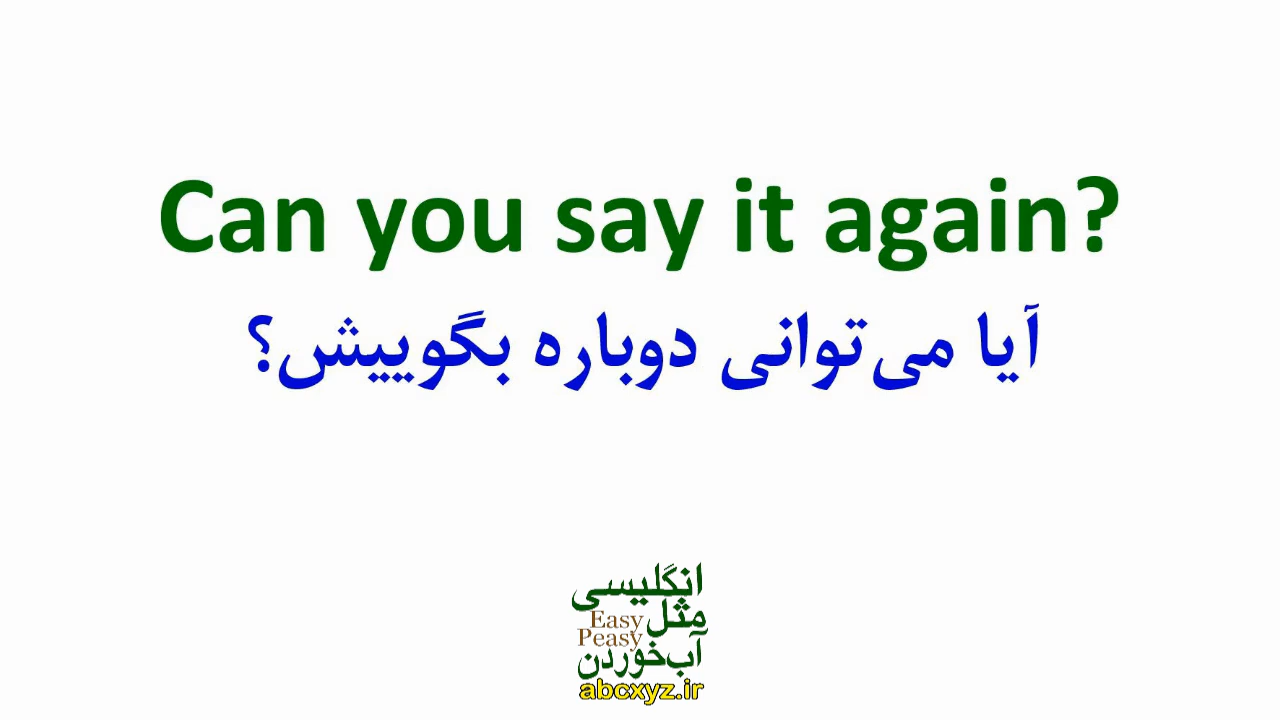 Can you say it again?
آیا می‌توانی دوباره بگوییش؟
انگلیسی
مثل
Easy
Peasy
آب‌خوردن
abcxyz.ir